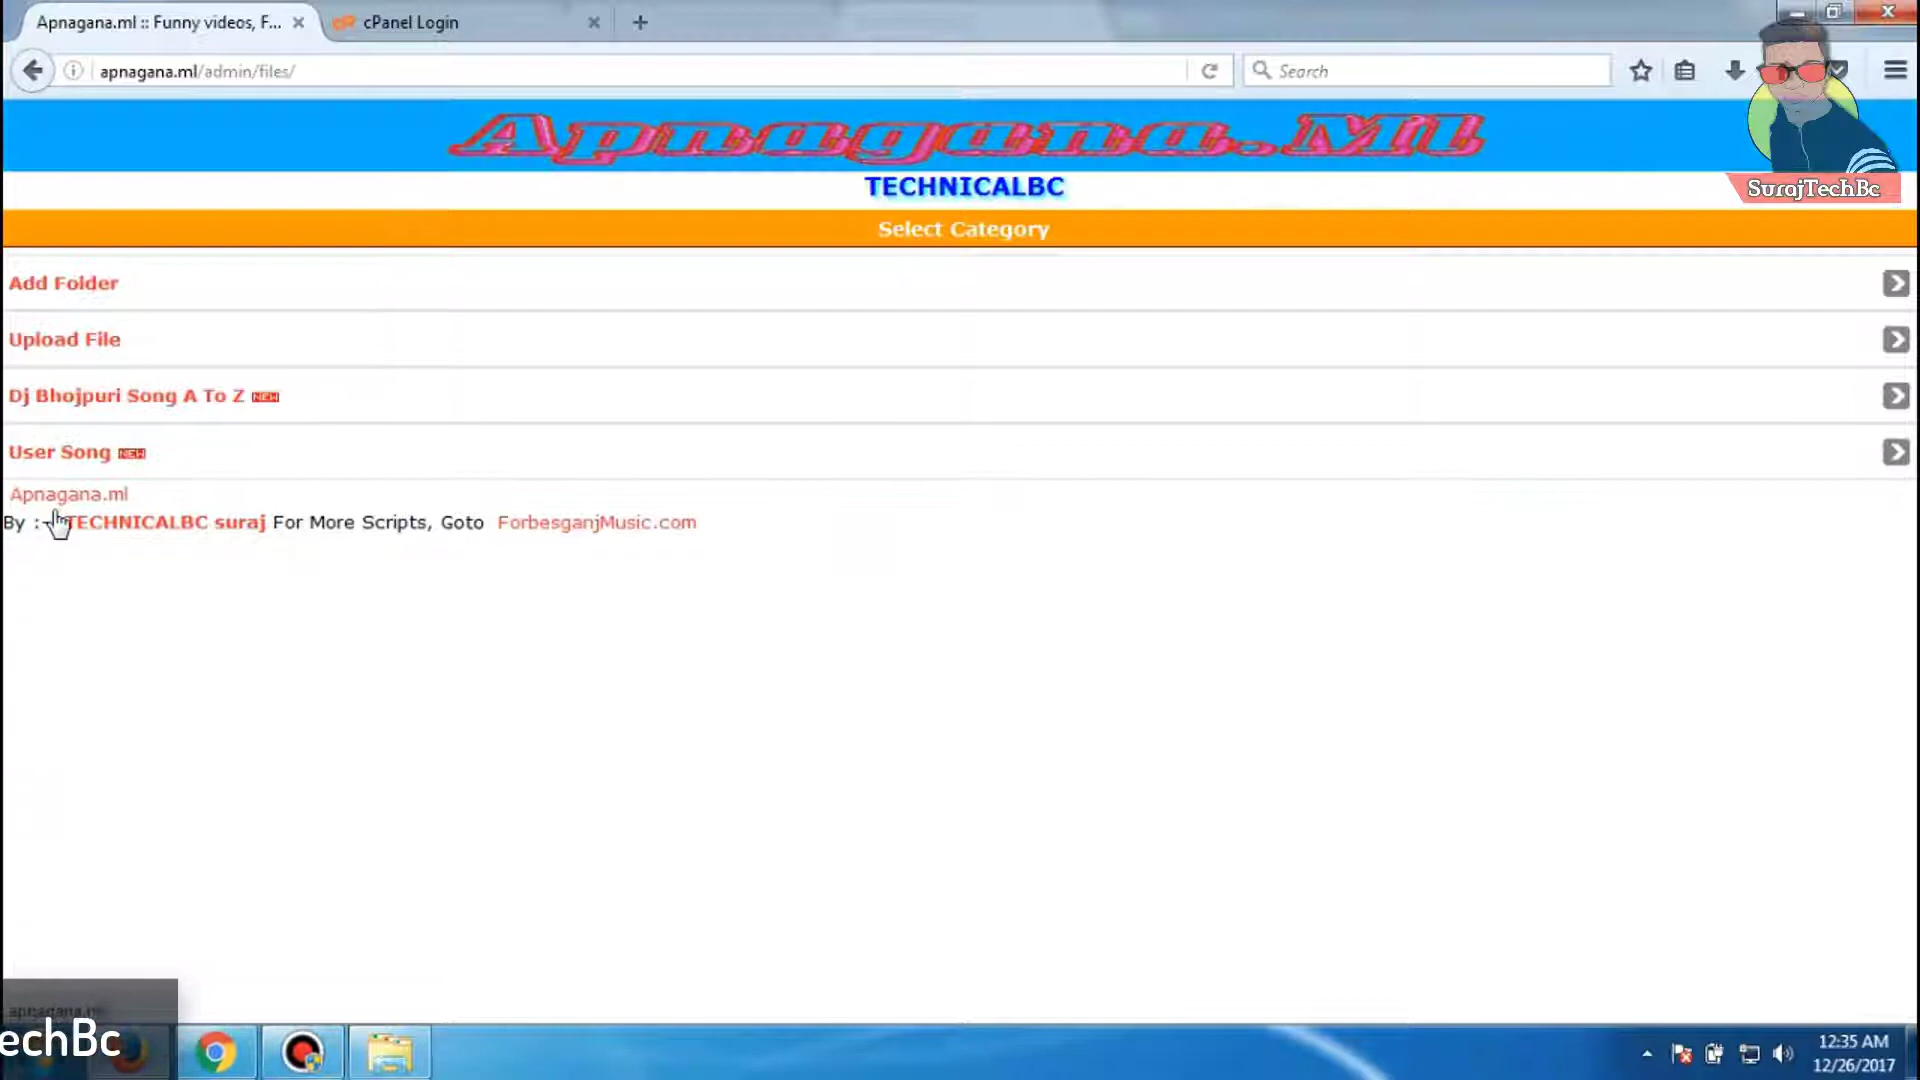 Apnagana.ml :: Funny videos, F...
cPanel Login
apnagana.ml/admin/files/
Search
Apnagana.Ml
SurajTechBc
TECHNICALBC
Select Category
Add Folder
Upload File
Dj Bhojpuri Song A To Z NEW
User Song NEW
Apnagana.ml
By :- TECHNICALBC suraj For More Scripts, Goto ForbesganjMusic.com
apnagana.ml
echBc
12:35 AM
12/26/2017